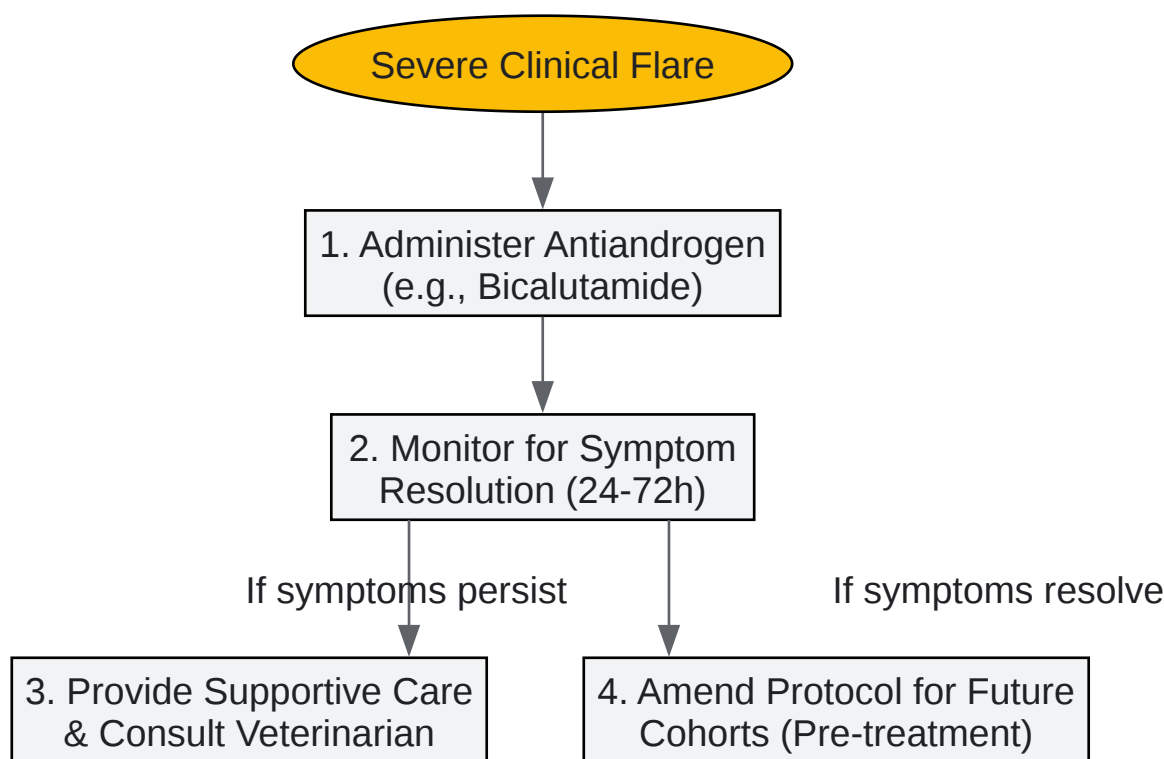 Severe Clinical Flare
1. Administer Antiandrogen
(e.g., Bicalutamide)
2. Monitor for Symptom
Resolution (24-72h)
If symptoms persist
If symptoms resolve
3. Provide Supportive Care
& Consult Veterinarian
4. Amend Protocol for Future
Cohorts (Pre-treatment)